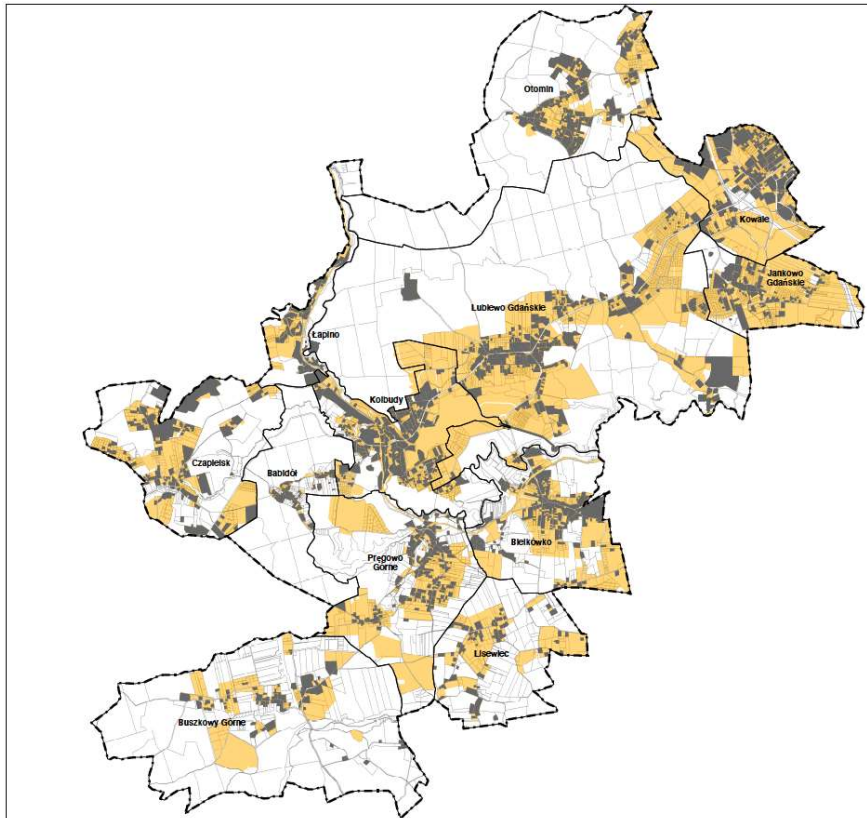 Otomin
Kowale
Jankowo
Gdańskie
Lublewo Gdańskie
Łapino
Kolbudy
Czapielsk
Babidół
Bielkówko
Pręgowo
Górne
Lisewiec
Buszkowy Górne